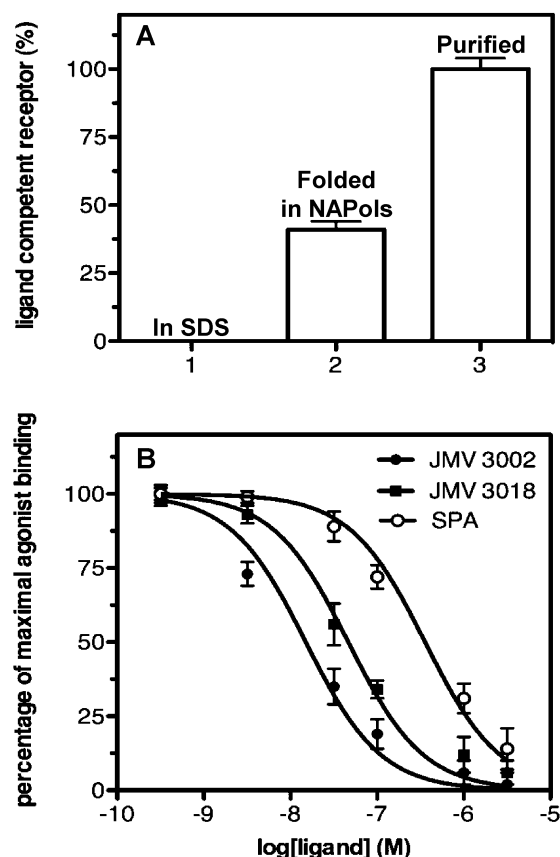 A
ligand competent receptor (%)
100
75
50
25
0
In SDS
Folded
in NAPols
Purified
1 2 3
B
JMV 3002
JMV 3018
SPA
percentage of maximal agonist binding
100
75
50
25
0
-10 -9 -8 -7 -6 -5
log[ligand] (M)